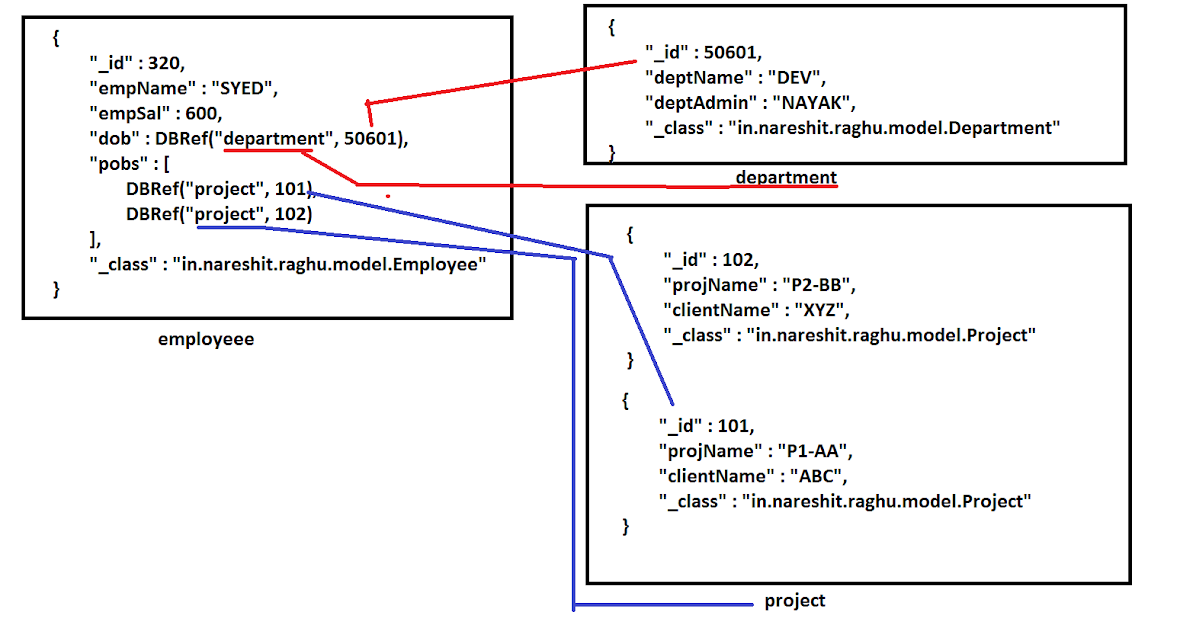 {
"_id" : 320,
"empName" : "SYED",
"empSal" : 600,
"dob" : DBRef("department", 50601),
"pobs" : [
DBRef("project", 101),
DBRef("project", 102)
],
"_class" : "in.nareshit.raghu.model.Employee"
}
employeee
{
"_id" : 50601,
"deptName" : "DEV",
"deptAdmin" : "NAYAK",
"_class" : "in.nareshit.raghu.model.Department"
}
department
{
"_id" : 102,
"projName" : "P2-BB",
"clientName" : "XYZ",
"_class" : "in.nareshit.raghu.model.Project"
}
{
"_id" : 101,
"projName" : "P1-AA",
"clientName" : "ABC",
"_class" : "in.nareshit.raghu.model.Project"
}
project